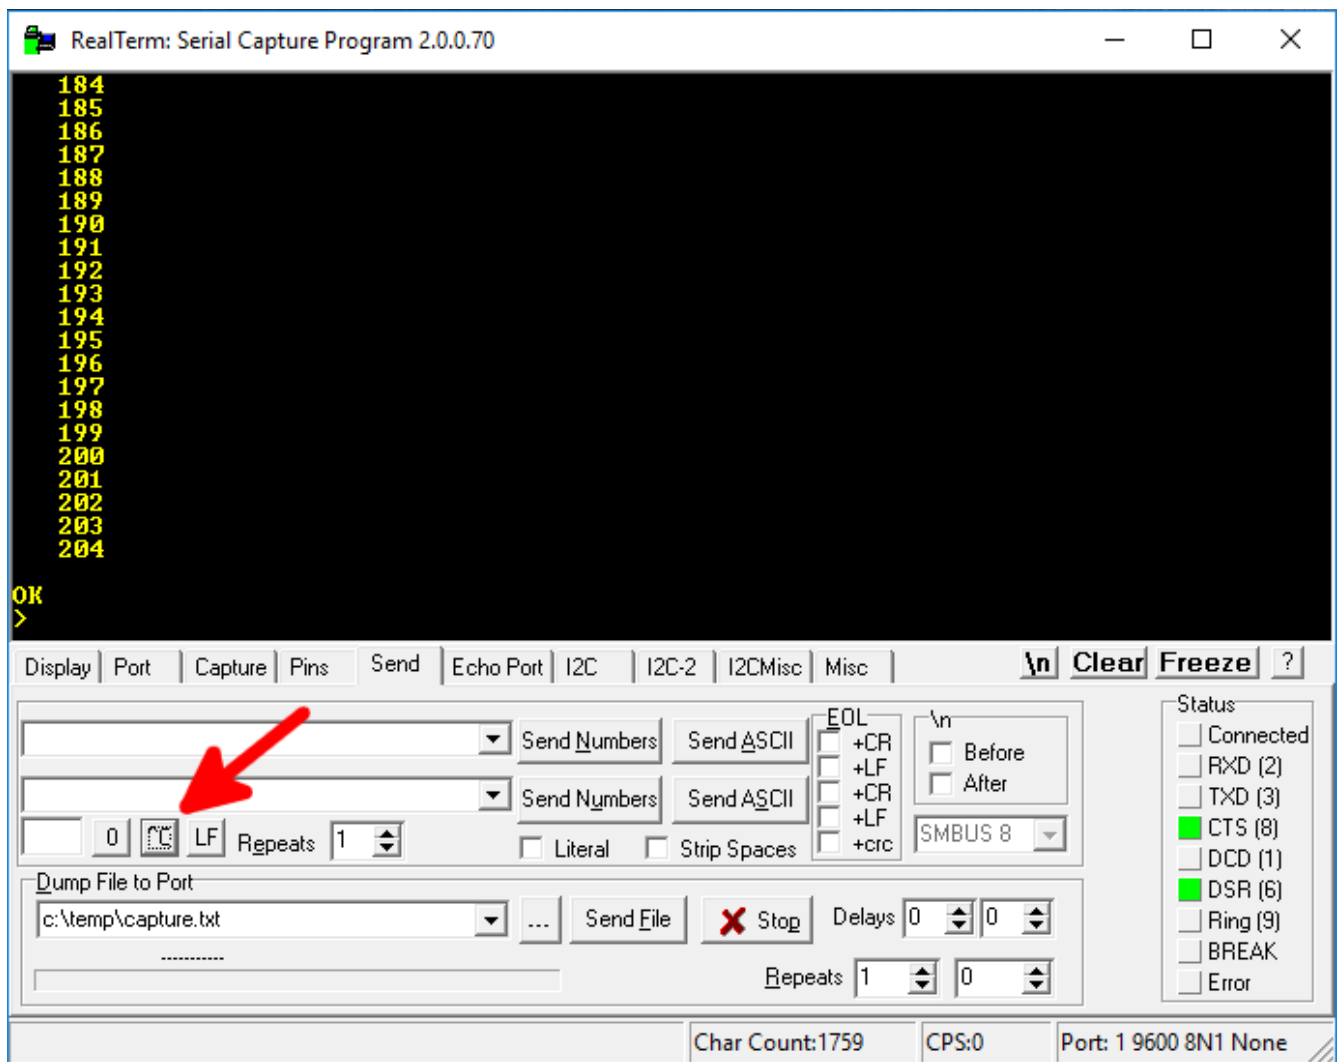 RealTerm: Serial Capture Program 2.0.0.70
184
185
186
187
188
189
190
191
192
193
194
195
196
197
198
199
200
201
202
203
204
OK
>
Display Port Capture Pins Send Echo Port I2C I2C-2 I2CMisc Misc \n Clear Freeze ?
EOL \n Status
Send Numbers Send ASCII +CR Before Connected
+LF After RXD (2)
Send Numbers Send ASCII +CR TXD (3)
+LF SMBUS 8 CTS (8)
0 ^C LF Repeats 1 Literal Strip Spaces +crc DCD (1)
Dump File to Port DSR (6)
c:\temp\capture.txt ... Send File Stop Delays 0 0 Ring (9)
----------- BREAK
Repeats 1 0 Error
Char Count:1759 CPS:0 Port: 1 9600 8N1 None